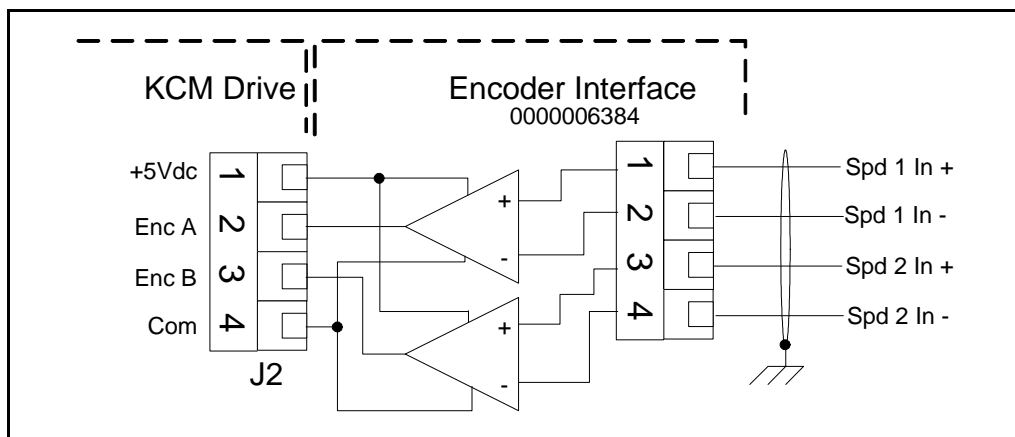 KCM Drive
Encoder Interface
0000006384
+5Vdc
Enc A
Enc B
Com
1
2
3
4
J2
+
-
+
-
1
2
3
4
Spd 1 In +
Spd 1 In -
Spd 2 In +
Spd 2 In -